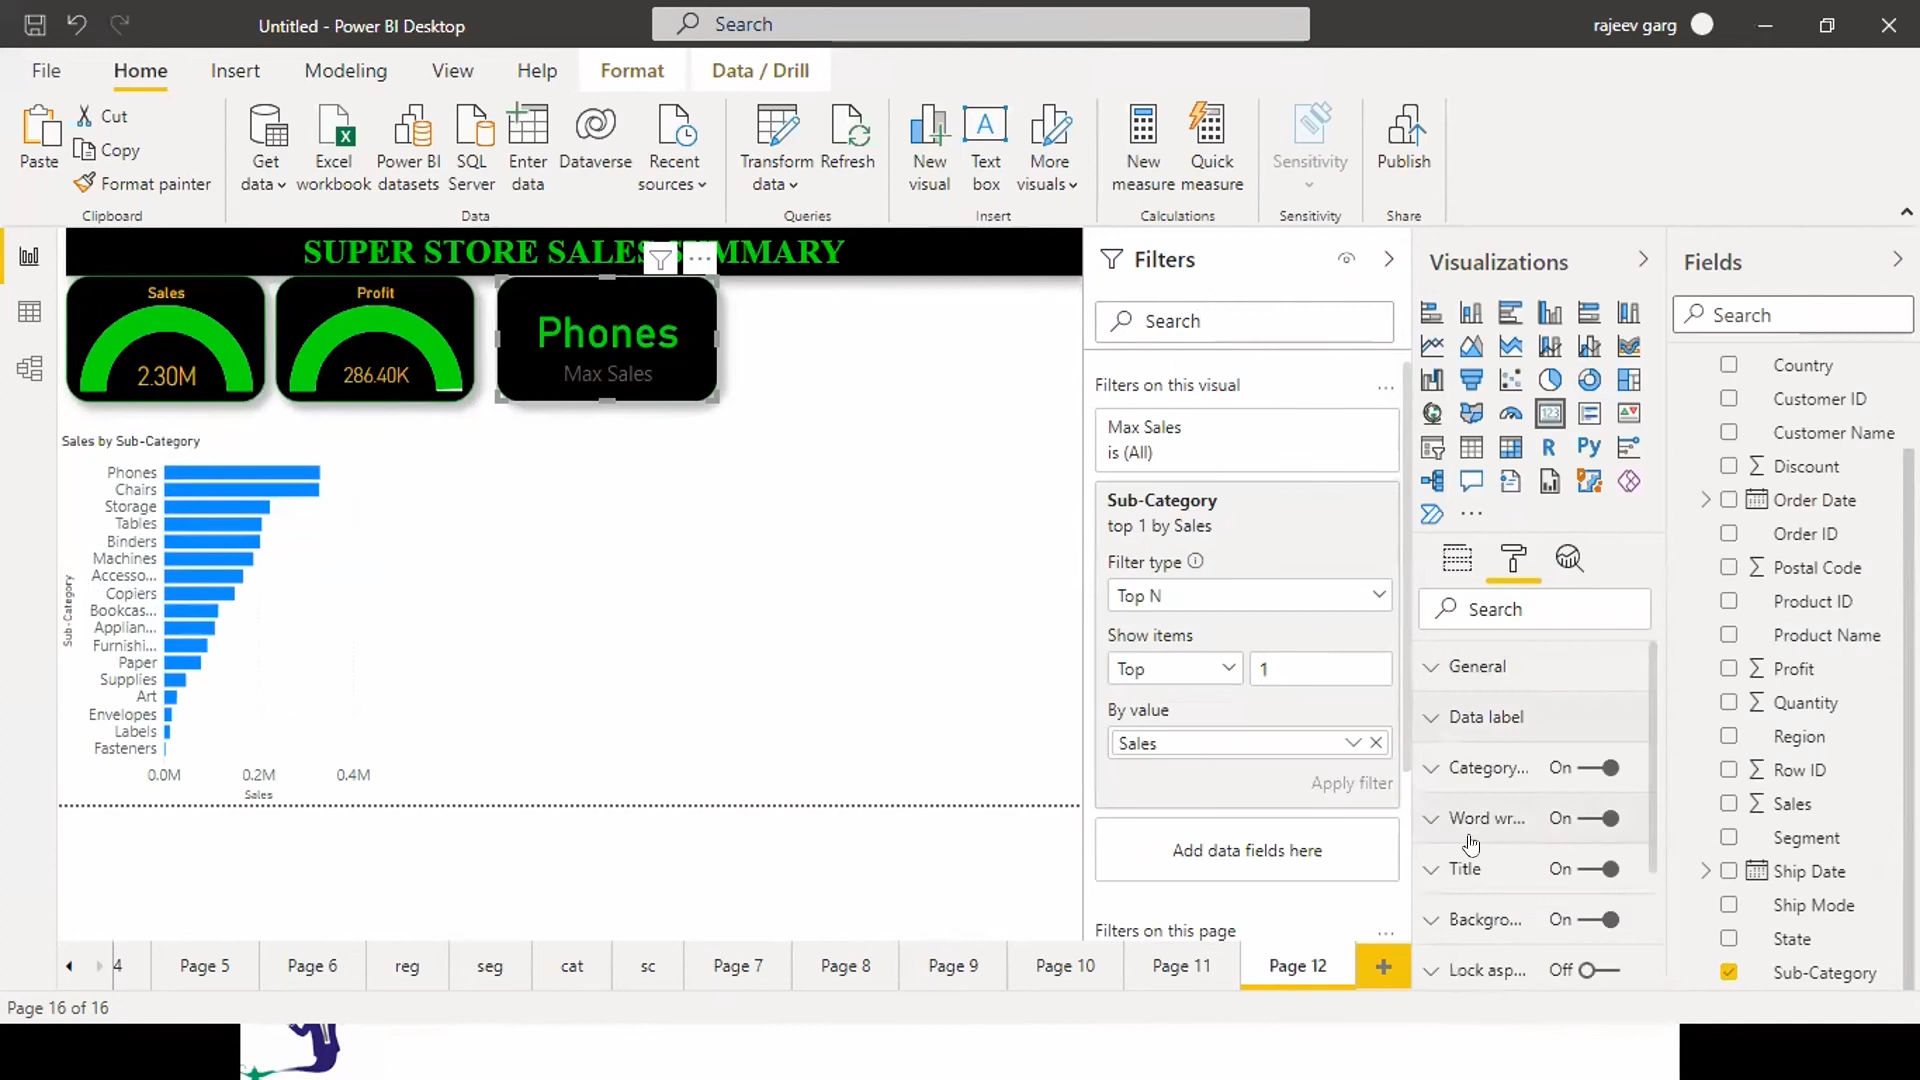 Untitled - Power BI Desktop
Search
rajeev garg
File
Home
Insert
Modeling
View
Help
Format
Data / Drill
Paste
Cut
Copy
Format painter
Clipboard
Get data
Excel workbook
Power BI datasets
SQL Server
Enter data
Dataverse
Recent sources
Data
Transform data
Refresh
Queries
New visual
A
Text box
More visuals
Insert
New measure
Quick measure
Calculations
Sensitivity
Sensitivity
Publish
Share
SUPER STORE SALES S MMARY
Sales
2.30M
Profit
286.40K
Phones
Max Sales
Sales by Sub-Category
Sub-Category
Phones
Chairs
Storage
Tables
Binders
Machines
Accesso...
Copiers
Bookcas...
Applian...
Furnishi...
Paper
Supplies
Art
Envelopes
Labels
Fasteners
0.0M 0.2M 0.4M
Sales
Filters
Search
Filters on this visual
Max Sales
is (All)
Sub-Category
top 1 by Sales
Filter type
Top N
Show items
Top
1
By value
Sales
Apply filter
Add data fields here
Filters on this page
Visualizations
123
R
Py
Search
General
Data label
Category... On
Word wr... On
Title On
Backgro... On
Lock asp... Off
Fields
Search
Country
Customer ID
Customer Name
Discount
Order Date
Order ID
Postal Code
Product ID
Product Name
Profit
Quantity
Region
Row ID
Sales
Segment
Ship Date
Ship Mode
State
Sub-Category
4
Page 5
Page 6
reg
seg
cat
sc
Page 7
Page 8
Page 9
Page 10
Page 11
Page 12
Page 16 of 16